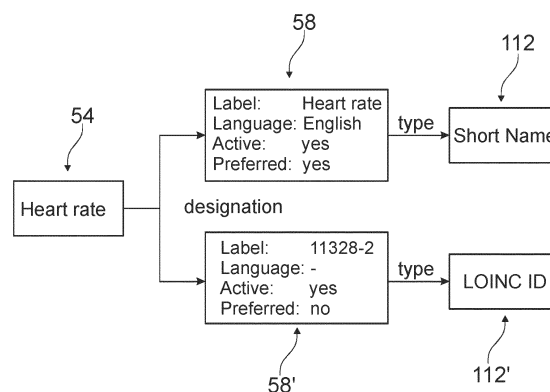 58
112
54
Label: Heart rate
Language: English
Active: yes
Preferred: yes
type
Short Name
Heart rate
designation
Label: 11328-2
Language: -
Active: yes
Preferred: no
type
LOINC ID
58'
112'